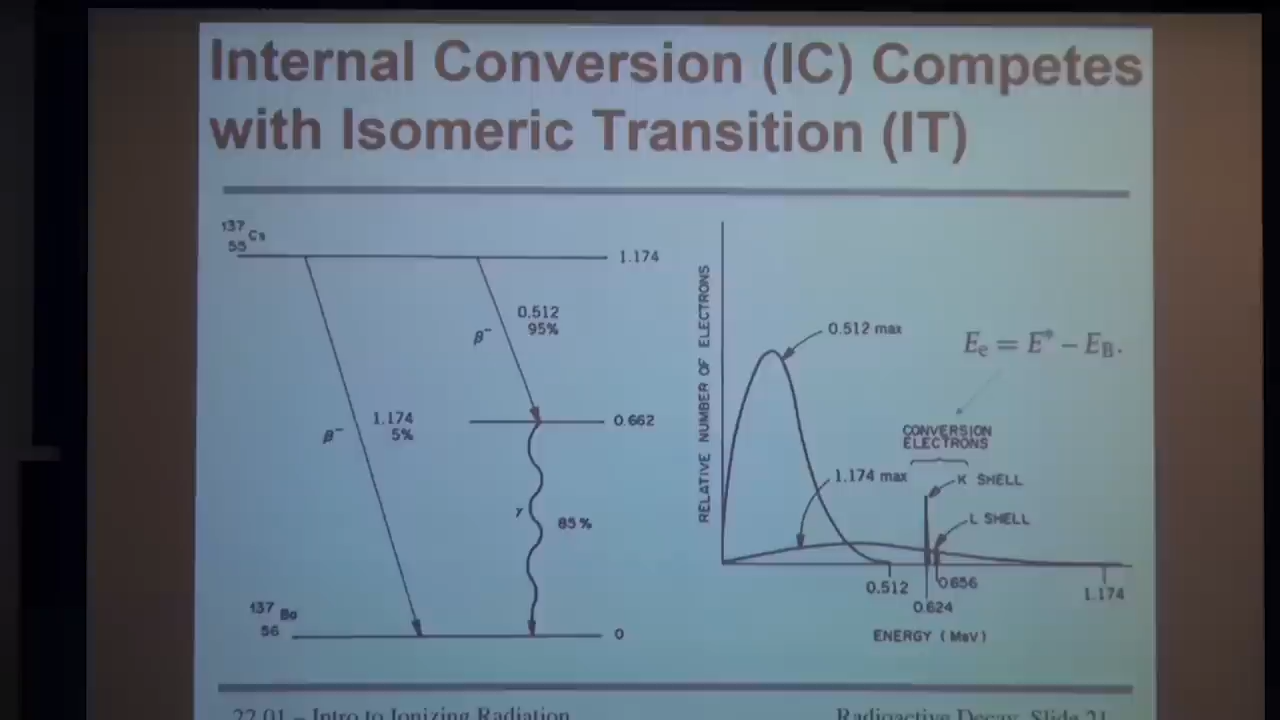 Internal Conversion (IC) Competes
with Isomeric Transition (IT)
137
55 Cs
1.174
0.512
95%
β⁻
0.662
1.174
5%
β⁻
γ
85%
137
56 Ba
0
RELATIVE NUMBER OF ELECTRONS
0.512 max
Eₑ = E* − E_B.
CONVERSION
ELECTRONS
1.174 max
K SHELL
L SHELL
0.512
0.656
0.624
1.174
ENERGY (MeV)
22.01 – Intro to Ionizing Radiation
Radioactive Decay, Slide 21